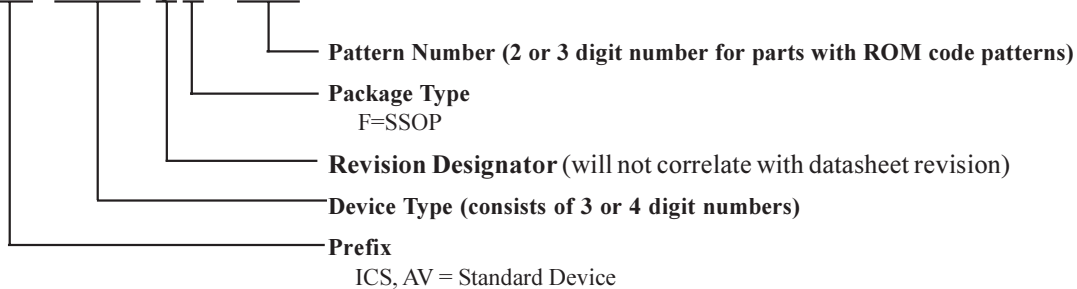 Pattern Number (2 or 3 digit number for parts with ROM code patterns)
Package Type
F=SSOP
Revision Designator (will not correlate with datasheet revision)
Device Type (consists of 3 or 4 digit numbers)
Prefix
ICS, AV = Standard Device